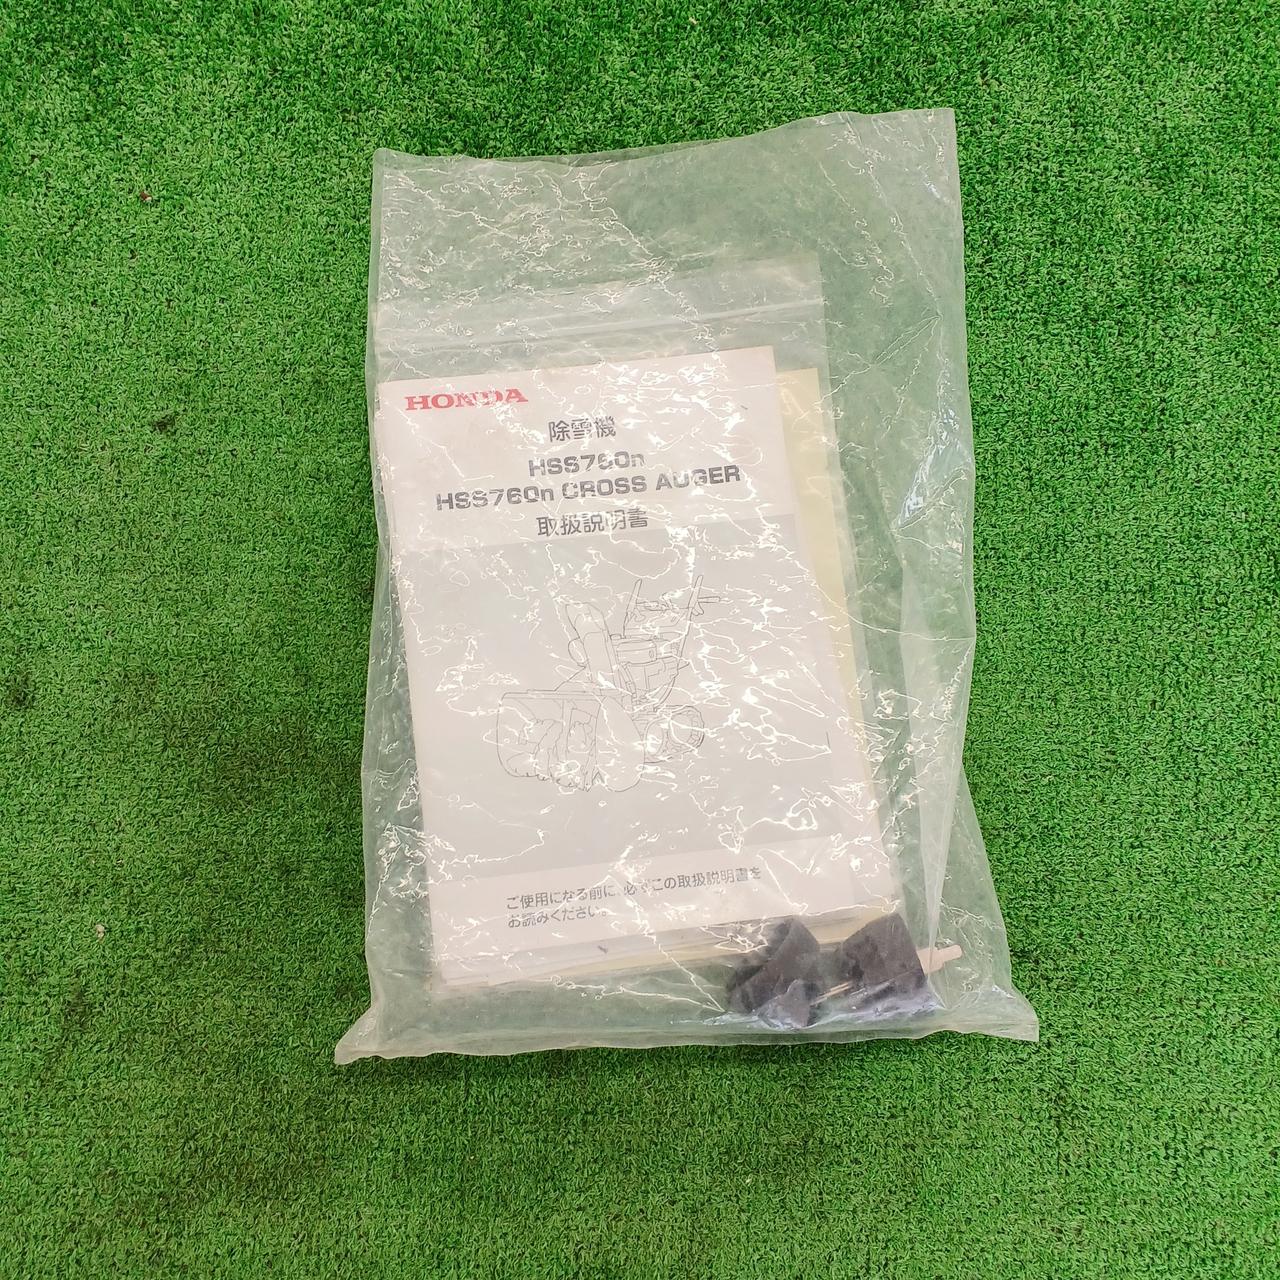 HONDA
除雪機
HSS760n
HSS760n CROSS AUGER
取扱説明書
ご使用になる前に、必ずこの取扱説明書を
お読みください。